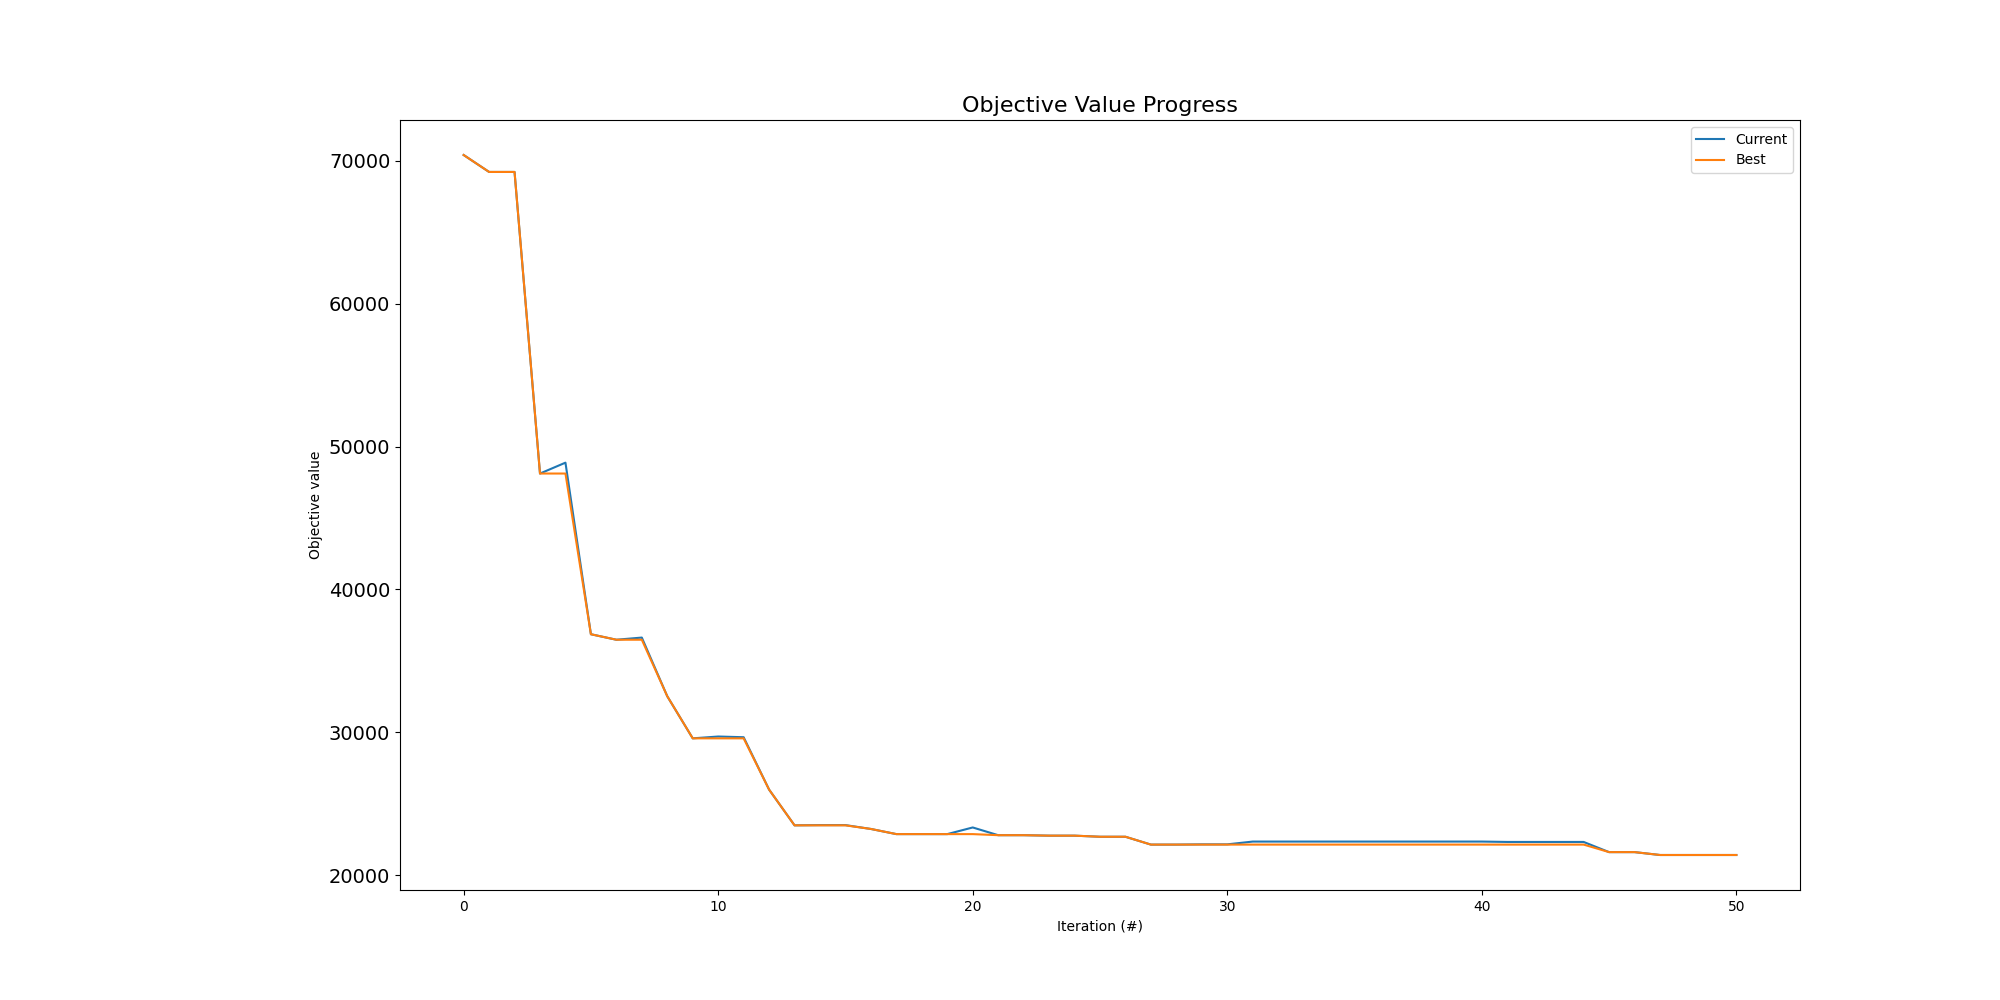 Objective Value Progress
Current
Best
70000
60000
50000
40000
30000
20000
Objective value
0 10 20 30 40 50
Iteration (#)